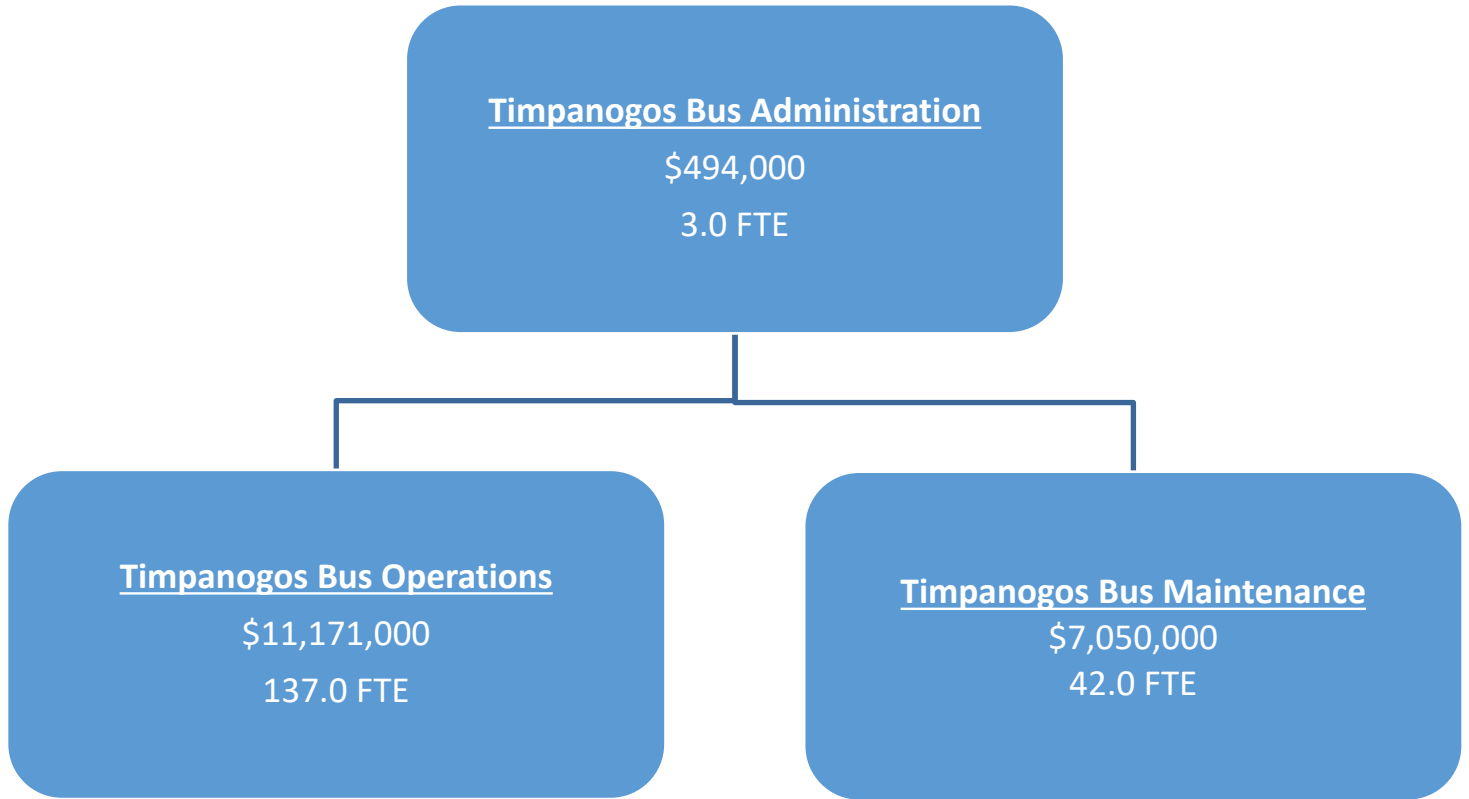 Timpanogos Bus Administration
$494,000
3.0 FTE
Timpanogos Bus Operations
$11,171,000
137.0 FTE
Timpanogos Bus Maintenance
$7,050,000
42.0 FTE